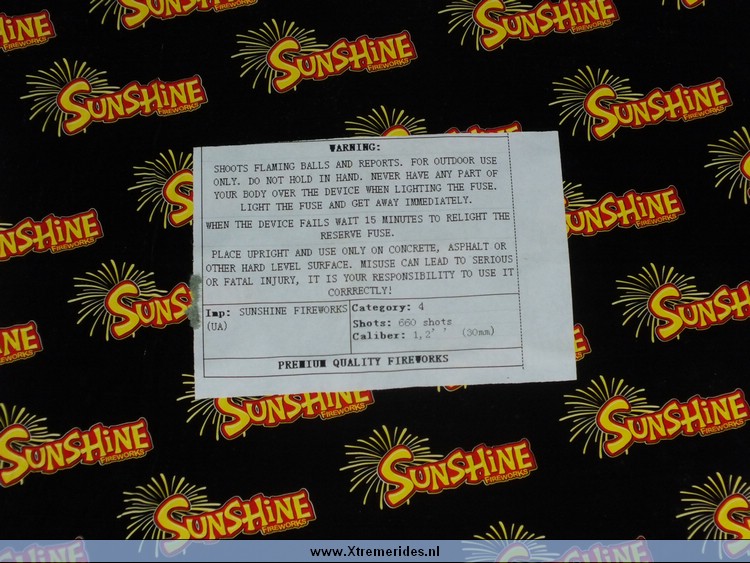 SUNSHINE
FIREWORKS
WARNING:
SHOOTS FLAMING BALLS AND REPORTS. FOR OUTDOOR USE
ONLY. DO NOT HOLD IN HAND. NEVER HAVE ANY PART OF
YOUR BODY OVER THE DEVICE WHEN LIGHTING THE FUSE.
LIGHT THE FUSE AND GET AWAY IMMEDIATELY.
WHEN THE DEVICE FAILS WAIT 15 MINUTES TO RELIGHT THE
RESERVE FUSE.
PLACE UPRIGHT AND USE ONLY ON CONCRETE, ASPHALT OR
OTHER HARD LEVEL SURFACE. MISUSE CAN LEAD TO SERIOUS
OR FATAL INJURY, IT IS YOUR RESPONSIBILITY TO USE IT
CORRRECTLY!
Imp: SUNSHINE FIREWORKS
(UA)
Category: 4
Shots: 660 shots
Caliber: 1,2'' (30mm)
PREMIUM QUALITY FIREWORKS
www.Xtremerides.nl